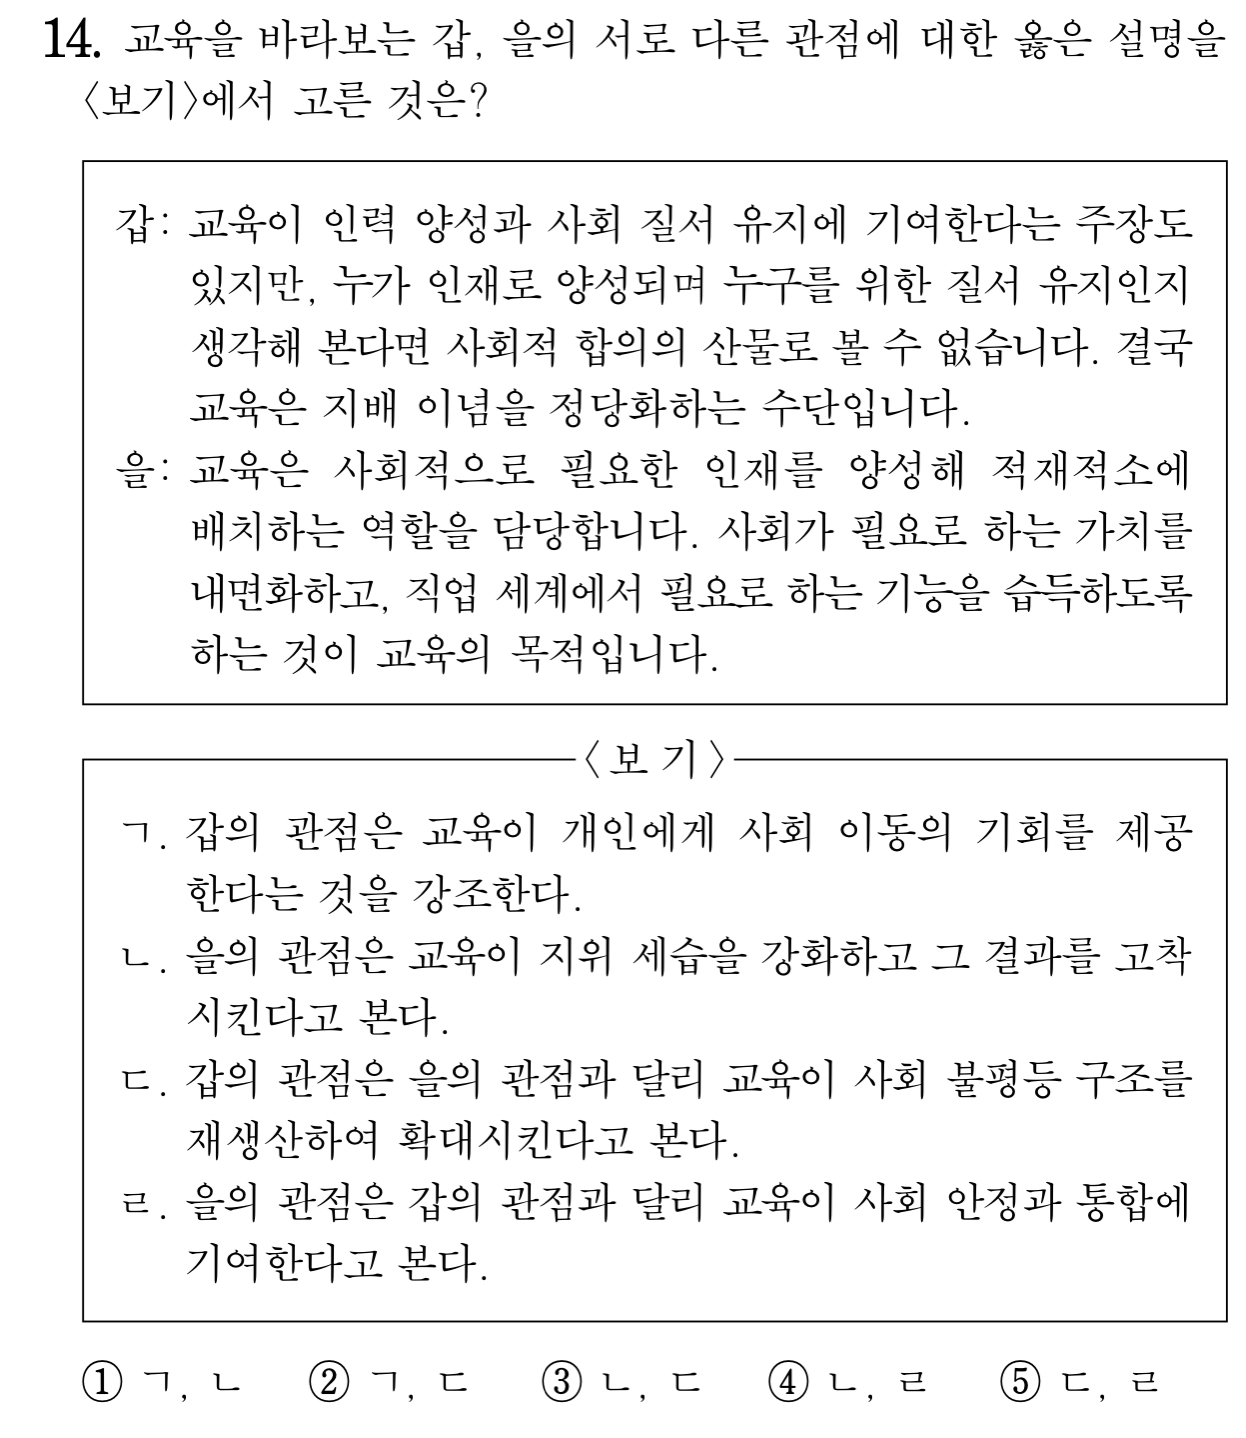 14. 교육을 바라보는 갑, 을의 서로 다른 관점에 대한 옳은 설명을
〈보기〉에서 고른 것은?
갑: 교육이 인력 양성과 사회 질서 유지에 기여한다는 주장도
있지만, 누가 인재로 양성되며 누구를 위한 질서 유지인지
생각해 본다면 사회적 합의의 산물로 볼 수 없습니다. 결국
교육은 지배 이념을 정당화하는 수단입니다.
을: 교육은 사회적으로 필요한 인재를 양성해 적재적소에
배치하는 역할을 담당합니다. 사회가 필요로 하는 가치를
내면화하고, 직업 세계에서 필요로 하는 기능을 습득하도록
하는 것이 교육의 목적입니다.
〈보 기〉
ㄱ. 갑의 관점은 교육이 개인에게 사회 이동의 기회를 제공
한다는 것을 강조한다.
ㄴ. 을의 관점은 교육이 지위 세습을 강화하고 그 결과를 고착
시킨다고 본다.
ㄷ. 갑의 관점은 을의 관점과 달리 교육이 사회 불평등 구조를
재생산하여 확대시킨다고 본다.
ㄹ. 을의 관점은 갑의 관점과 달리 교육이 사회 안정과 통합에
기여한다고 본다.
① ㄱ, ㄴ ② ㄱ, ㄷ ③ ㄴ, ㄷ ④ ㄴ, ㄹ ⑤ ㄷ, ㄹ